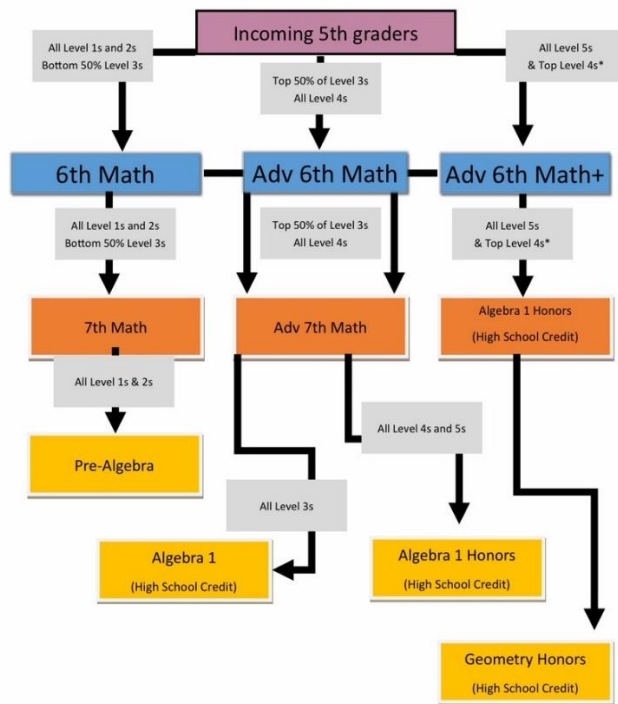 Incoming 5th graders
All Level 1s and 2s
Bottom 50% Level 3s
Top 50% of Level 3s
All Level 4s
All Level 5s
& Top Level 4s*
6th Math
Adv 6th Math
Adv 6th Math+
All Level 1s and 2s
Bottom 50% Level 3s
Top 50% of Level 3s
All Level 4s
All Level 5s
& Top Level 4s*
7th Math
Adv 7th Math
Algebra 1 Honors
(High School Credit)
All Level 1s & 2s
All Level 4s and 5s
Pre-Algebra
All Level 3s
Algebra 1
(High School Credit)
Algebra 1 Honors
(High School Credit)
Geometry Honors
(High School Credit)